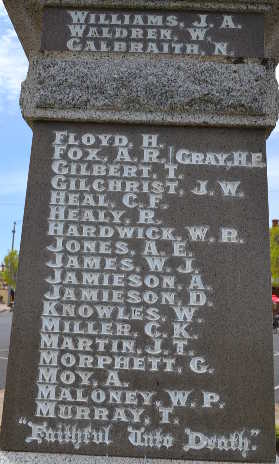 WILLIAMS, J. A.
WALDREN, W.
GALBRAITH, N.
FLOYD, H.
FOX, A. R. GRAY, H. E.
GILBERT, T.
GILCHRIST, J. W.
HEAL, C. F.
HEALY, P.
HARDWICK, W. R.
JONES, A. E.
JAMES, W. J.
JAMIESON, A.
JAMIESON, D.
KNOWLES, W.
MILLER, C. K.
MARTIN, J. T.
MORPHETT, G.
MOY, A.
MALONEY, W. P.
MURRAY, T.
"Faithful Unto Death"